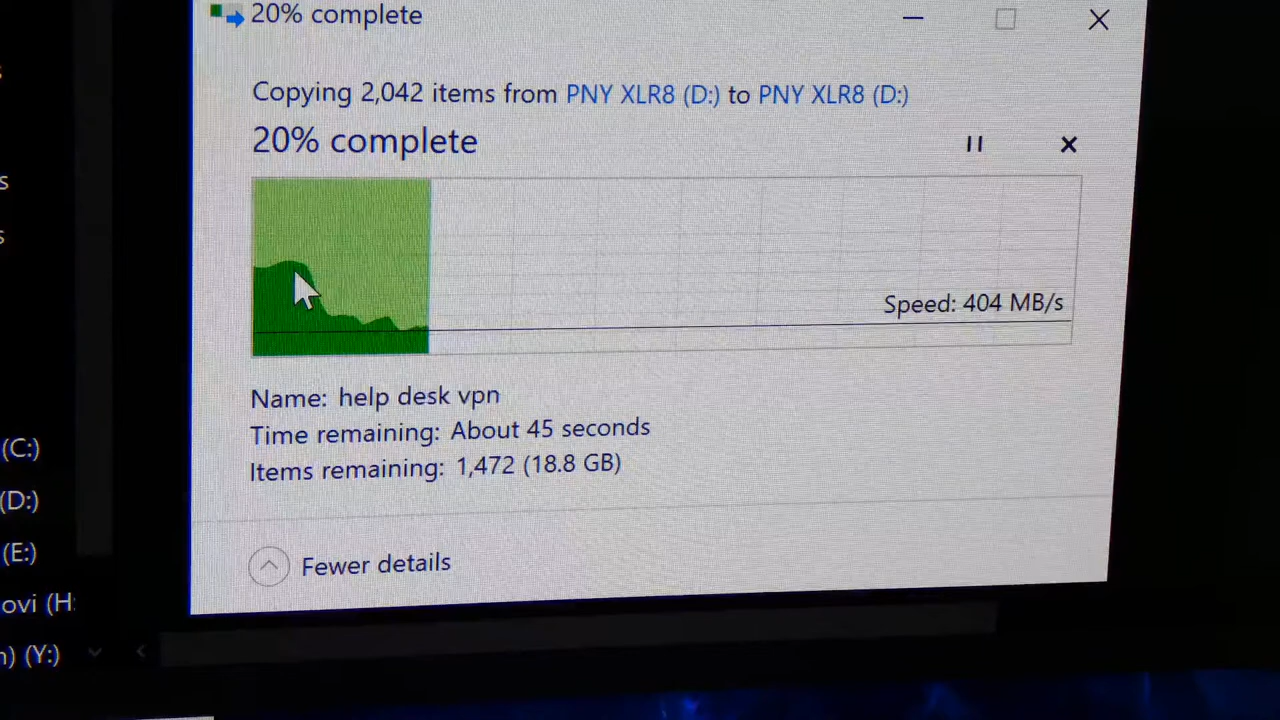 20% complete
Copying 2,042 items from PNY XLR8 (D:) to PNY XLR8 (D:)
20% complete
Speed: 404 MB/s
Name: help desk vpn
Time remaining: About 45 seconds
Items remaining: 1,472 (18.8 GB)
Fewer details
s
s
(C:)
(D:)
(E:)
ovi (H:
) (Y:)